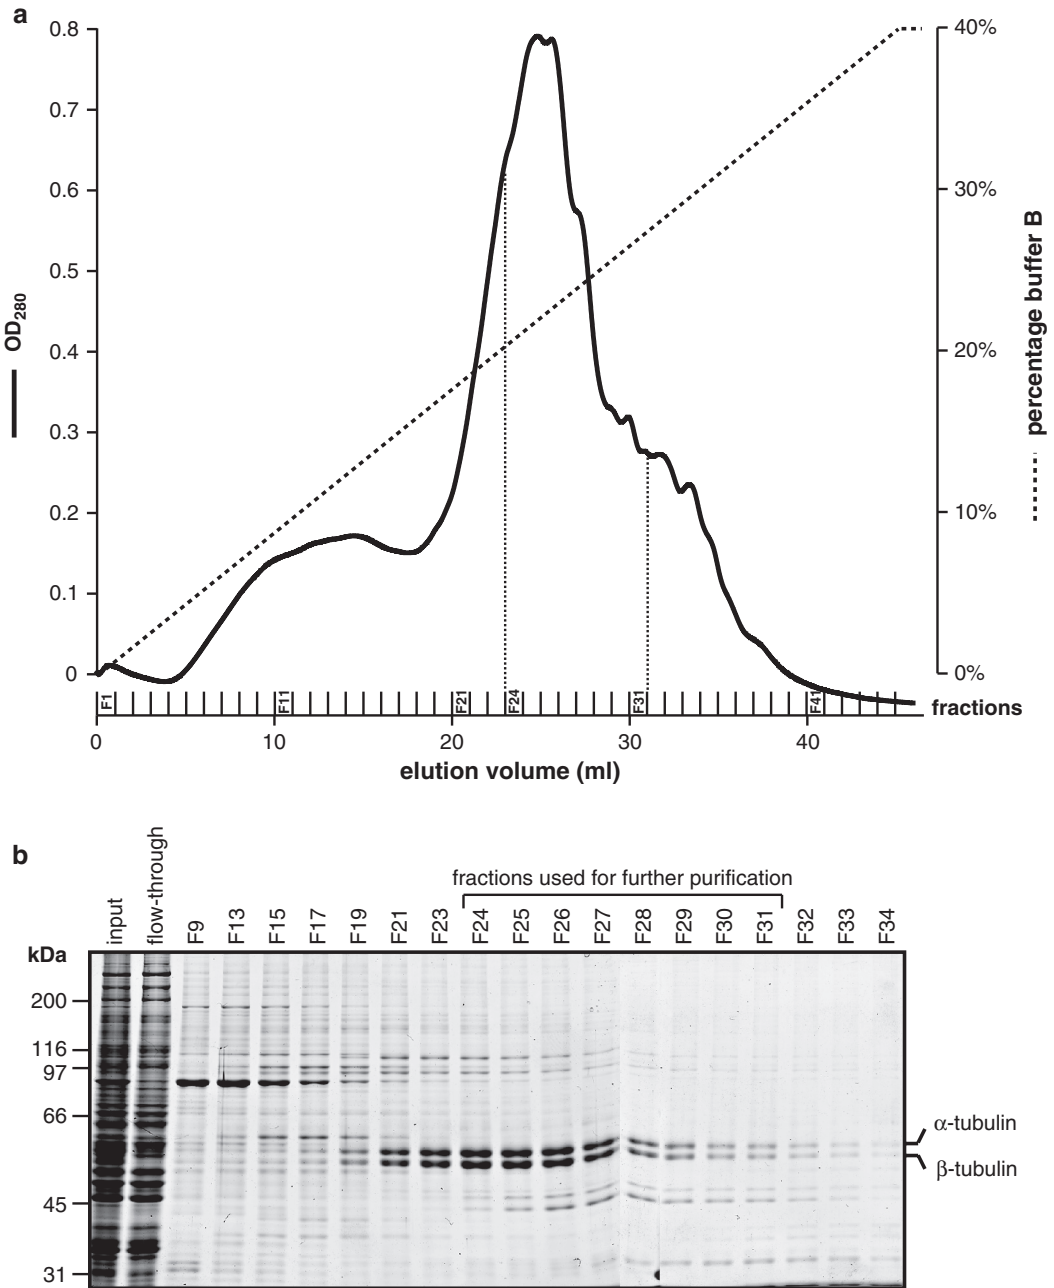 a
0.8
0.7
0.6
0.5
0.4
0.3
0.2
0.1
0
OD280
40%
30%
20%
10%
0%
percentage buffer B
F1
F11
F21
F24
F31
F41
fractions
0
10
20
30
40
elution volume (ml)
b
fractions used for further purification
input
flow-through
F9
F13
F15
F17
F19
F21
F23
F24
F25
F26
F27
F28
F29
F30
F31
F32
F33
F34
kDa
200
116
97
66
45
31
α-tubulin
β-tubulin